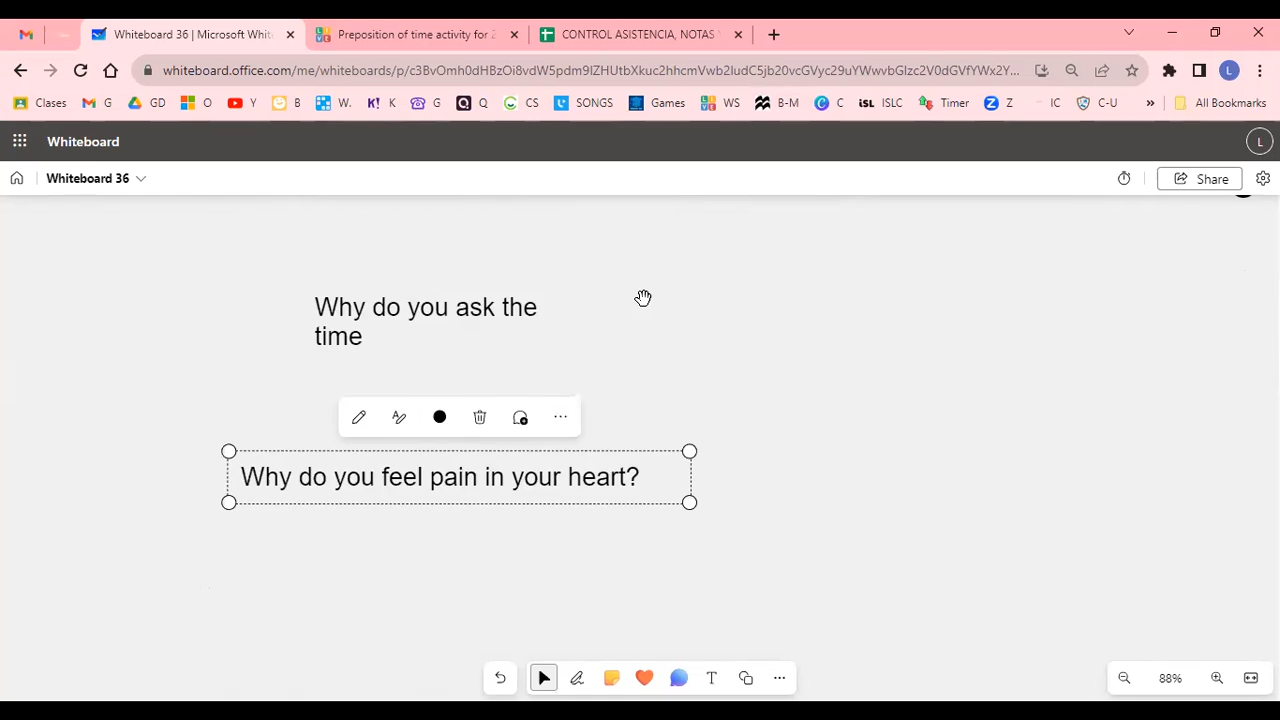 Whiteboard 36 | Microsoft Whit
Preposition of time activity for 2
CONTROL ASISTENCIA, NOTAS
whiteboard.office.com/me/whiteboards/p/
Clases G GD O Y B W. K G Q CS SONGS Games WS B-M C ISLC Timer Z IC C-U » All Bookmarks
Whiteboard L
Whiteboard 36 Share
Why do you ask the
time
Why do you feel pain in your heart?
88%